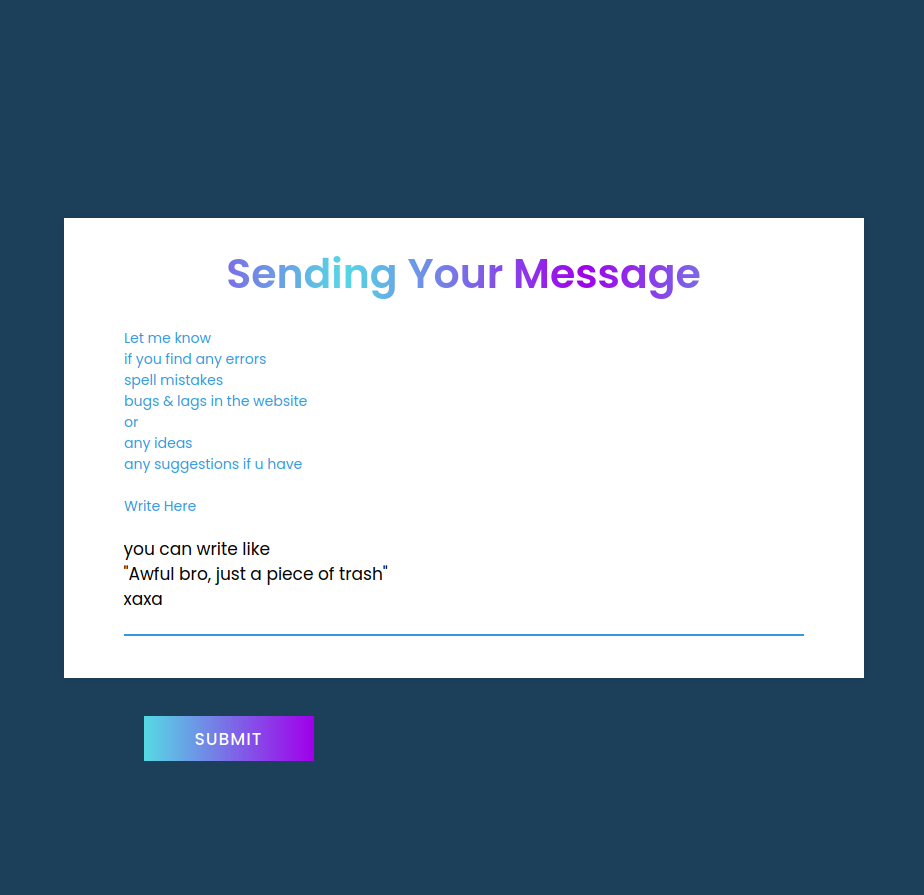 Sending Your Message
Let me know
if you find any errors
spell mistakes
bugs & lags in the website
or
any ideas
any suggestions if u have
Write Here
you can write like
"Awful bro, just a piece of trash"
xaxa
SUBMIT